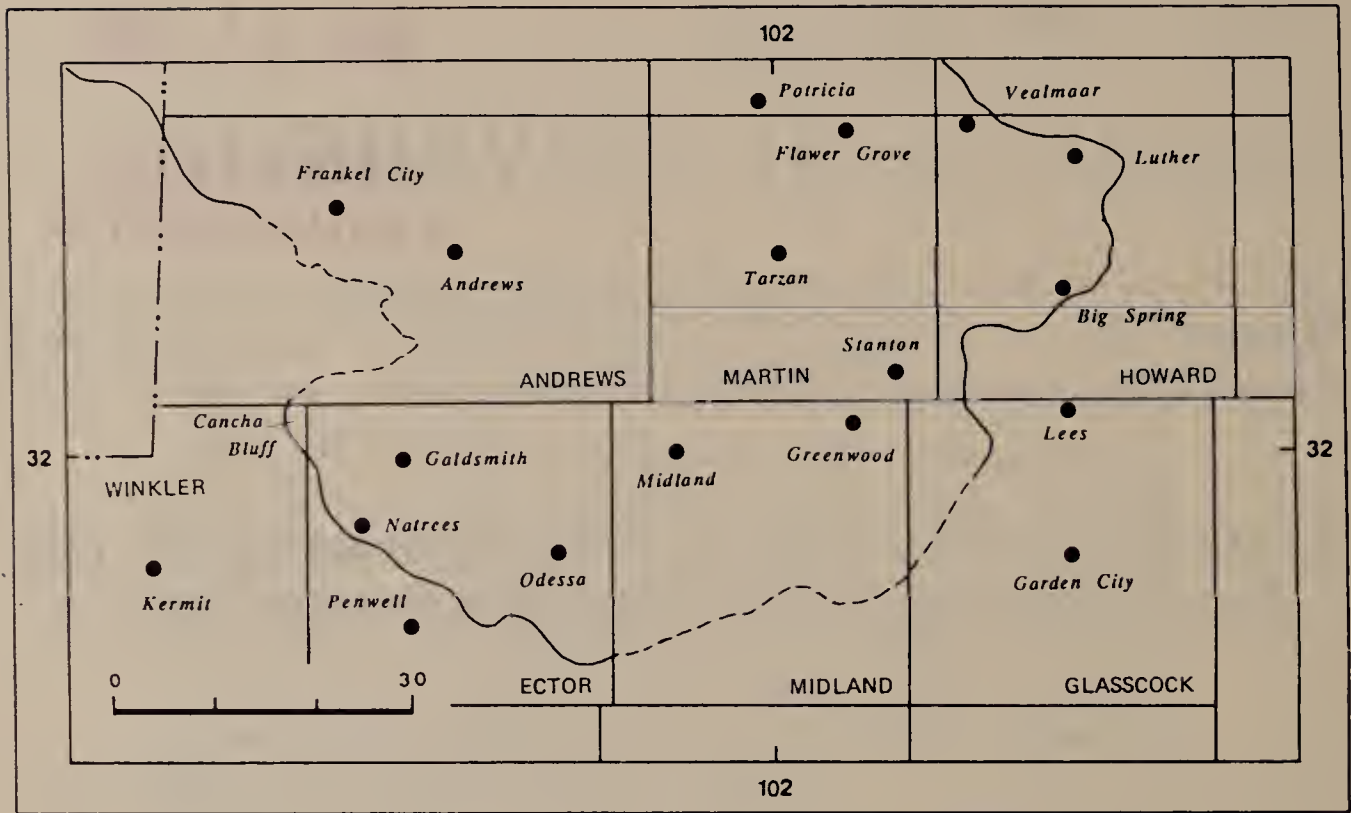 102
Potricia
Vealmaar
Flawer Grove
Luther
Frankel City
Andrews
Tarzan
Big Spring
Stanton
ANDREWS
MARTIN
HOWARD
Cancha
Bluff
Lees
32
Galdsmith
Midland
Greenwood
32
WINKLER
Natrees
Odessa
Garden City
Kermit
Penwell
0 30
ECTOR
MIDLAND
GLASSCOCK
102